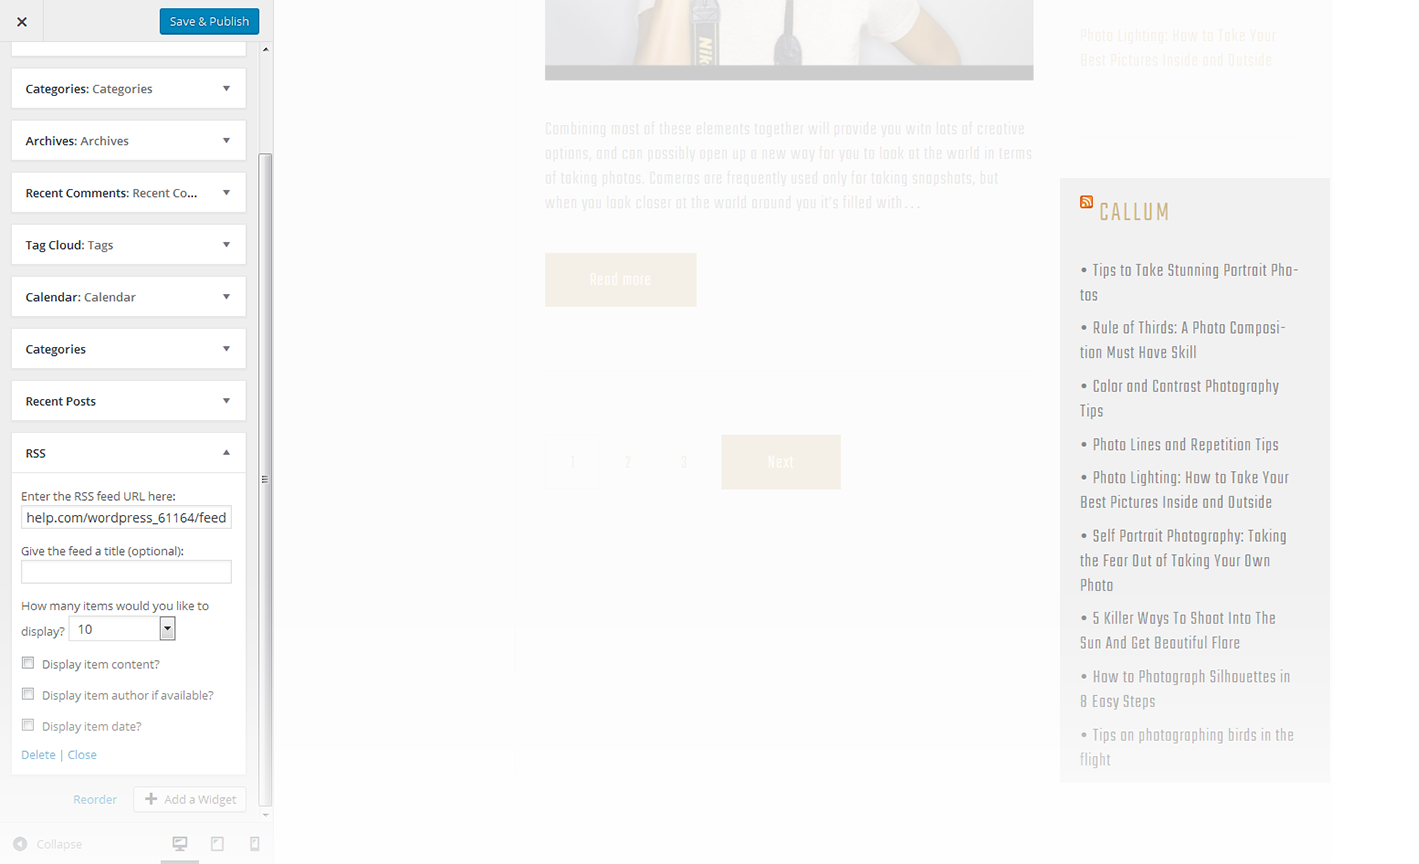 Save & Publish
Categories: Categories
Archives: Archives
Recent Comments: Recent Co...
Tag Cloud: Tags
Calendar: Calendar
Categories
Recent Posts
RSS
Enter the RSS feed URL here:
help.com/wordpress_61164/feed
Give the feed a title (optional):
How many items would you like to
display? 10
Display item content?
Display item author if available?
Display item date?
Delete | Close
Reorder
Add a Widget
Collapse
Nik
Combining most of these elements together will provide you with lots of creative
options, and can possibly open up a new way for you to look at the world in terms
of taking photos. Cameras are frequently used only for taking snapshots, but
when you look closer at the world around you it's filled with...
Read more
1 2 3 Next
Photo Lighting: How to Take Your
Best Pictures Inside and Outside
CALLUM
• Tips to Take Stunning Portrait Pho-
tos
• Rule of Thirds: A Photo Composi-
tion Must Have Skill
• Color and Contrast Photography
Tips
• Photo Lines and Repetition Tips
• Photo Lighting: How to Take Your
Best Pictures Inside and Outside
• Self Portrait Photography: Taking
the Fear Out of Taking Your Own
Photo
• 5 Killer Ways To Shoot Into The
Sun And Get Beautiful Flare
• How to Photograph Silhouettes in
8 Easy Steps
• Tips on photographing birds in the
flight